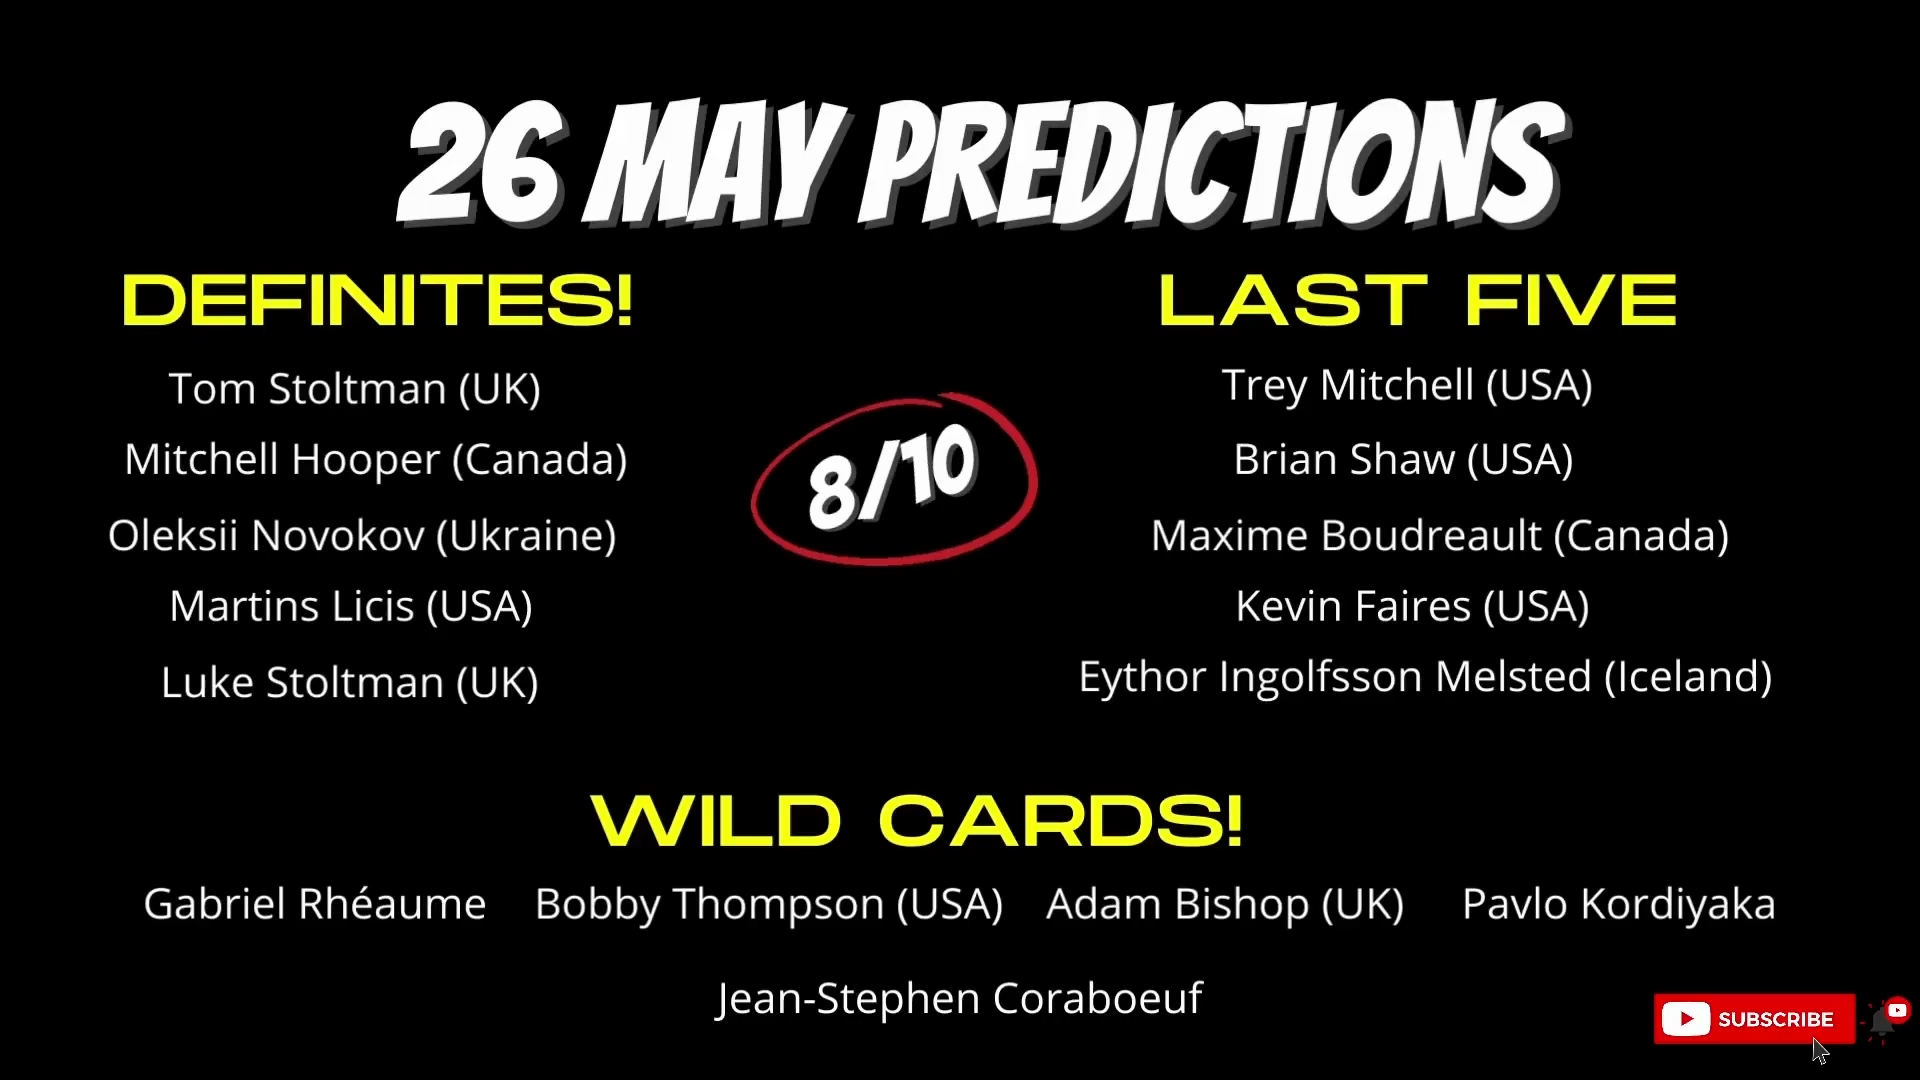 26 MAY PREDICTIONS
DEFINITES!
Tom Stoltman (UK)
Mitchell Hooper (Canada)
Oleksii Novokov (Ukraine)
Martins Licis (USA)
Luke Stoltman (UK)
8/10
LAST FIVE
Trey Mitchell (USA)
Brian Shaw (USA)
Maxime Boudreault (Canada)
Kevin Faires (USA)
Eythor Ingolfsson Melsted (Iceland)
WILD CARDS!
Gabriel Rhéaume Bobby Thompson (USA) Adam Bishop (UK) Pavlo Kordiyaka
Jean-Stephen Coraboeuf
SUBSCRIBE